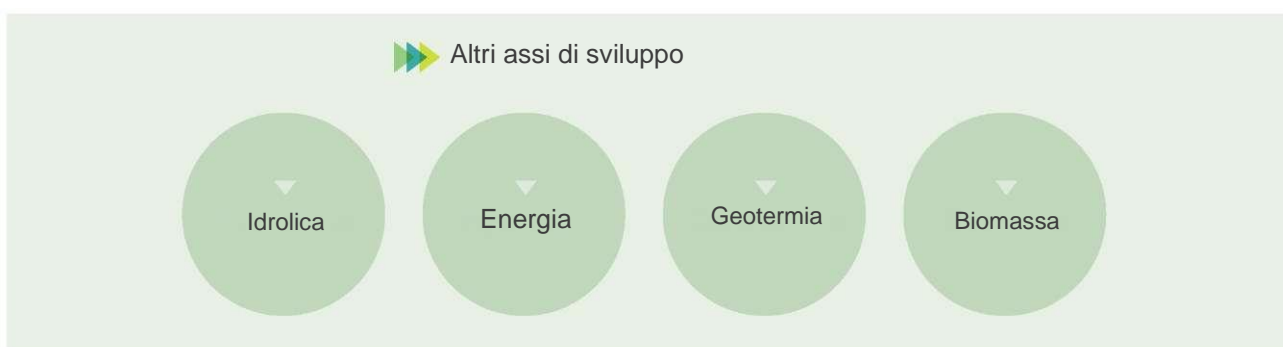 Altri assi di sviluppo
Idrolica
Energia
Geotermia
Biomassa